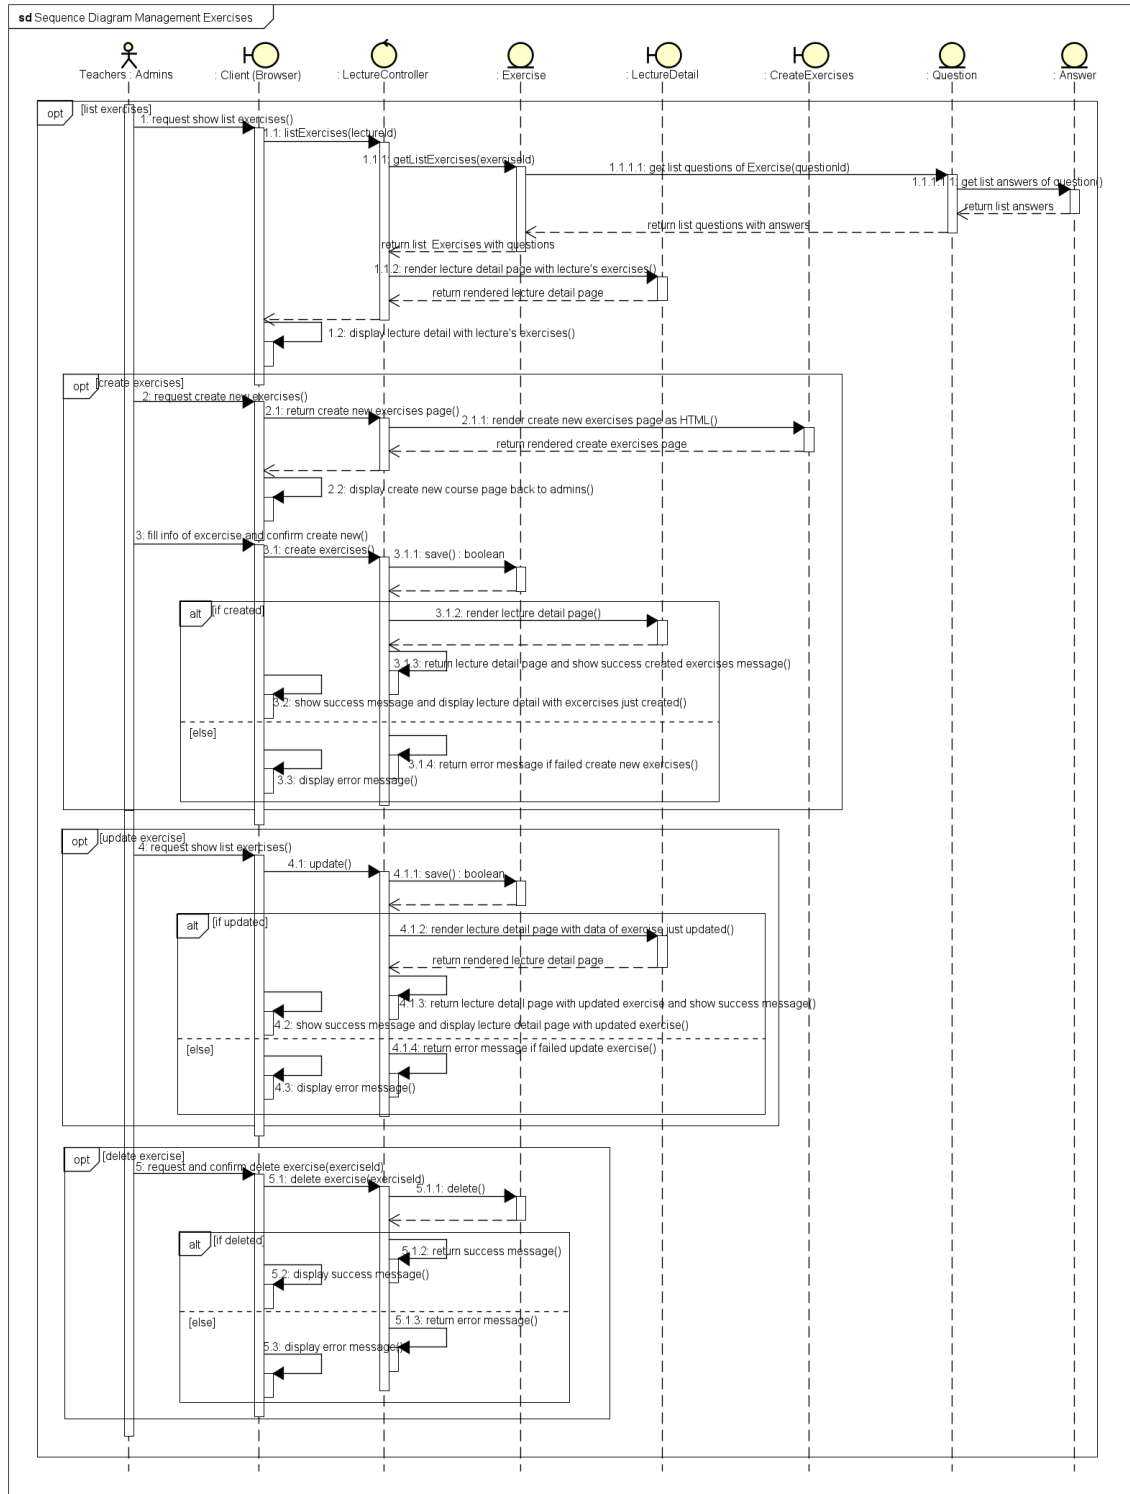 sd Sequence Diagram Management Exercises
Teachers : Admins
: Client (Browser)
: LectureController
: Exercise
: LectureDetail
: CreateExercises
: Question
: Answer
opt
[list exercises]
1: request show list exercises()
1.1: listExercises(lectureId)
1.1.1: getListExercises(exerciseId)
1.1.1.1: get list questions of Exercise(questionId)
1.1.1.1.1: get list answers of question()
return list answers
return list questions with answers
return list Exercises with questions
1.1.2: render lecture detail page with lecture's exercises()
return rendered lecture detail page
1.2: display lecture detail with lecture's exercises()
opt
[create exercises]
2: request create new exercises()
2.1: return create new exercises page()
2.1.1: render create new exercises page as HTML()
return rendered create exercises page
2.2: display create new course page back to admins()
3: fill info of excercise and confirm create new()
3.1: create exercises()
3.1.1: save() : boolean
alt
[if created]
3.1.2: render lecture detail page()
3.1.3: return lecture detail page and show success created exercises message()
3.2: show success message and display lecture detail with excercises just created()
[else]
3.1.4: return error message if failed create new exercises()
3.3: display error message()
opt
[update exercise]
4: request show list exercises()
4.1: update()
4.1.1: save() : boolean
alt
[if updated]
4.1.2: render lecture detail page with data of exercise just updated()
return rendered lecture detail page
4.1.3: return lecture detail page with updated exercise and show success message()
4.2: show success message and display lecture detail page with updated exercise()
[else]
4.1.4: return error message if failed update exercise()
4.3: display error message()
opt
[delete exercise]
5: request and confirm delete exercise(exerciseId)
5.1: delete exercise(exerciseId)
5.1.1: delete()
alt
[if deleted]
5.1.2: return success message()
5.2: display success message()
[else]
5.1.3: return error message()
5.3: display error message()